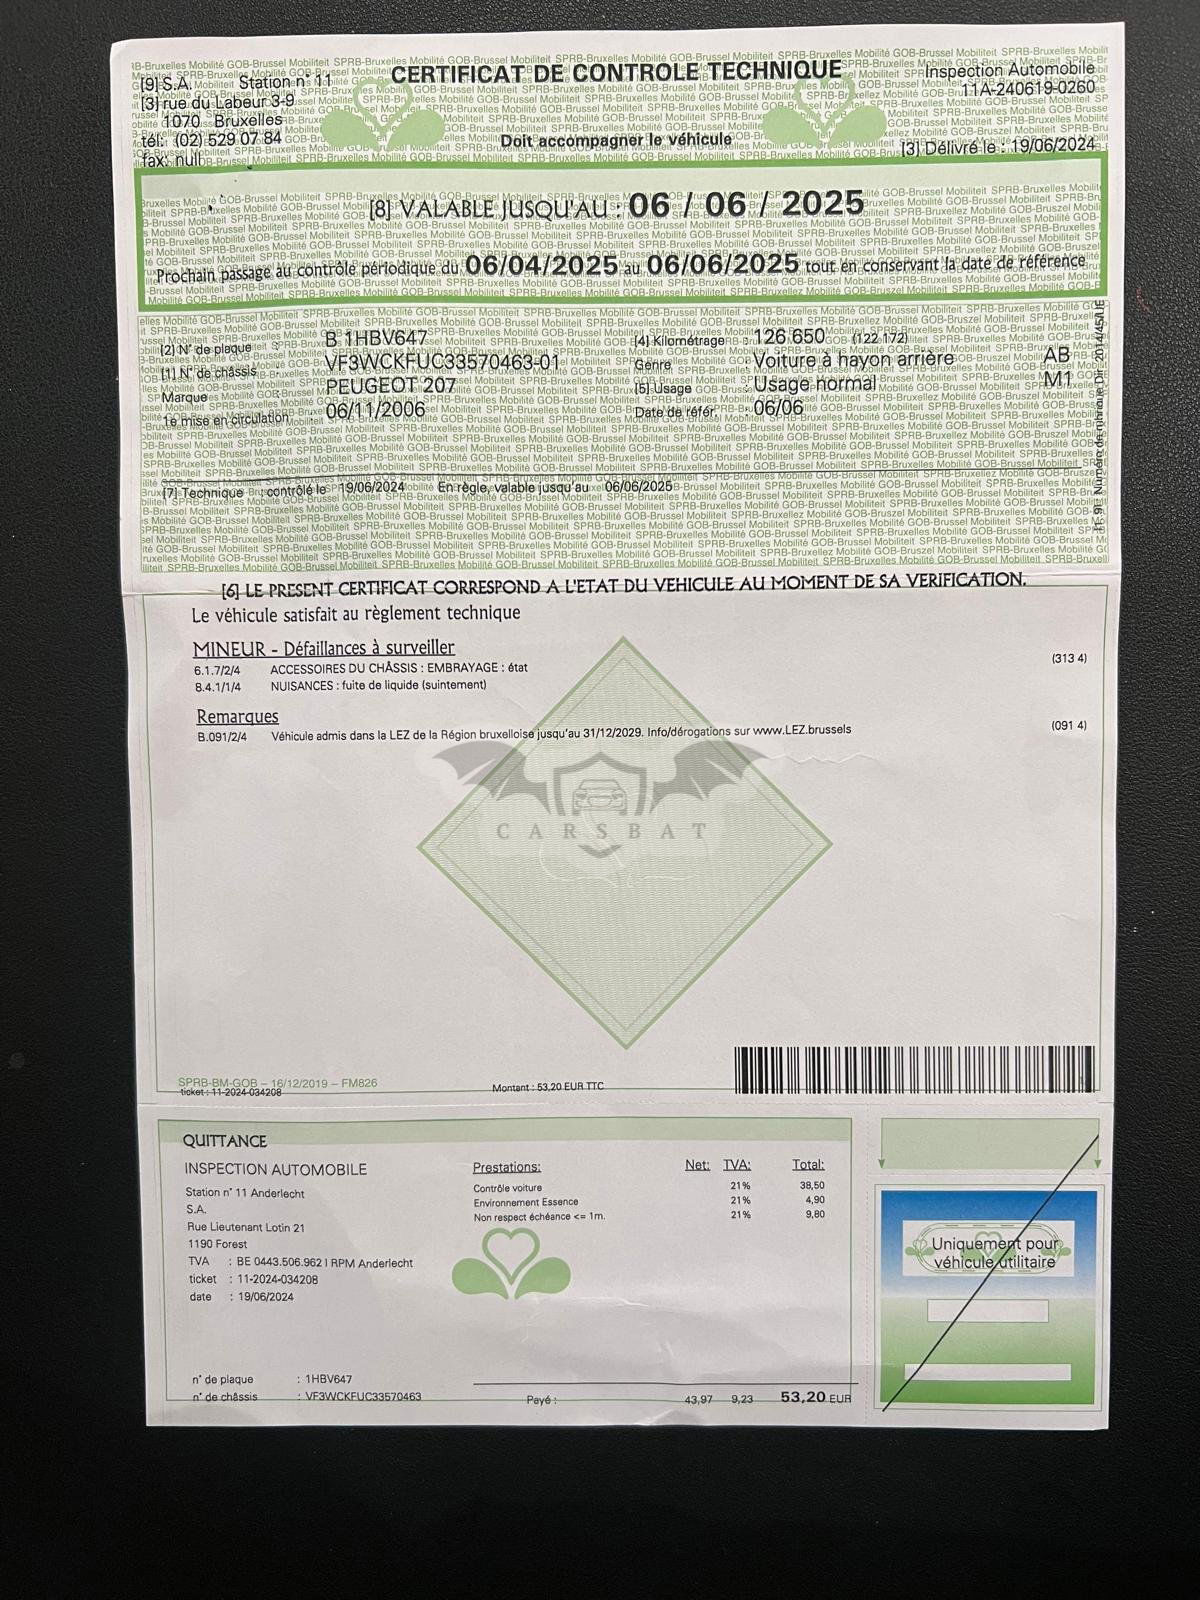 [9] S.A. Station n° 11
[3] rue du Labeur 3-9
1070 Bruxelles
tél: (02) 529 07 84
fax: null
CERTIFICAT DE CONTROLE TECHNIQUE
Doit accompagner le véhicule
Inspection Automobile
11A-240619-0260
[3] Délivré le : 19/06/2024
[8] VALABLE JUSQU'AU : 06 / 06 / 2025
Prochain passage au contrôle périodique du 06/04/2025 au 06/06/2025 tout en conservant la date de référence
[2] N° de plaque : B 1HBV647
[1] N° de châssis : VF3WCKFUC33570463-01
Marque : PEUGEOT 207
1e mise en circulation : 06/11/2006
[4] Kilométrage : 126 650 (122 172)
Genre : Voiture à hayon arrière AB
[5] Usage : Usage normal M1
Date de référ : 06/06
[7] Technique : contrôlé le 19/06/2024 En règle, valable jusqu'au 06/06/2025
[6] LE PRESENT CERTIFICAT CORRESPOND A L'ETAT DU VEHICULE AU MOMENT DE SA VERIFICATION.
Le véhicule satisfait au règlement technique
MINEUR - Défaillances à surveiller
6.1.7/2/4 ACCESSOIRES DU CHÂSSIS : EMBRAYAGE : état (313 4)
8.4.1/1/4 NUISANCES : fuite de liquide (suintement)
Remarques
B.091/2/4 Véhicule admis dans la LEZ de la Région bruxelloise jusqu'au 31/12/2029. Info/dérogations sur www.LEZ.brussels (091 4)
CARSBAT
SPRB-BM-GOB – 16/12/2019 – FM826
ticket : 11-2024-034208
Montant : 53,20 EUR TTC
QUITTANCE
INSPECTION AUTOMOBILE
Station n° 11 Anderlecht
S.A.
Rue Lieutenant Lotin 21
1190 Forest
TVA : BE 0443.506.962 I RPM Anderlecht
ticket : 11-2024-034208
date : 19/06/2024
n° de plaque : 1HBV647
n° de châssis : VF3WCKFUC33570463
Prestations: Net: TVA: Total:
Contrôle voiture 21% 38,50
Environnement Essence 21% 4,90
Non respect échéance <= 1m. 21% 9,80
Payé : 43,97 9,23 53,20 EUR
Uniquement pour
véhicule utilitaire